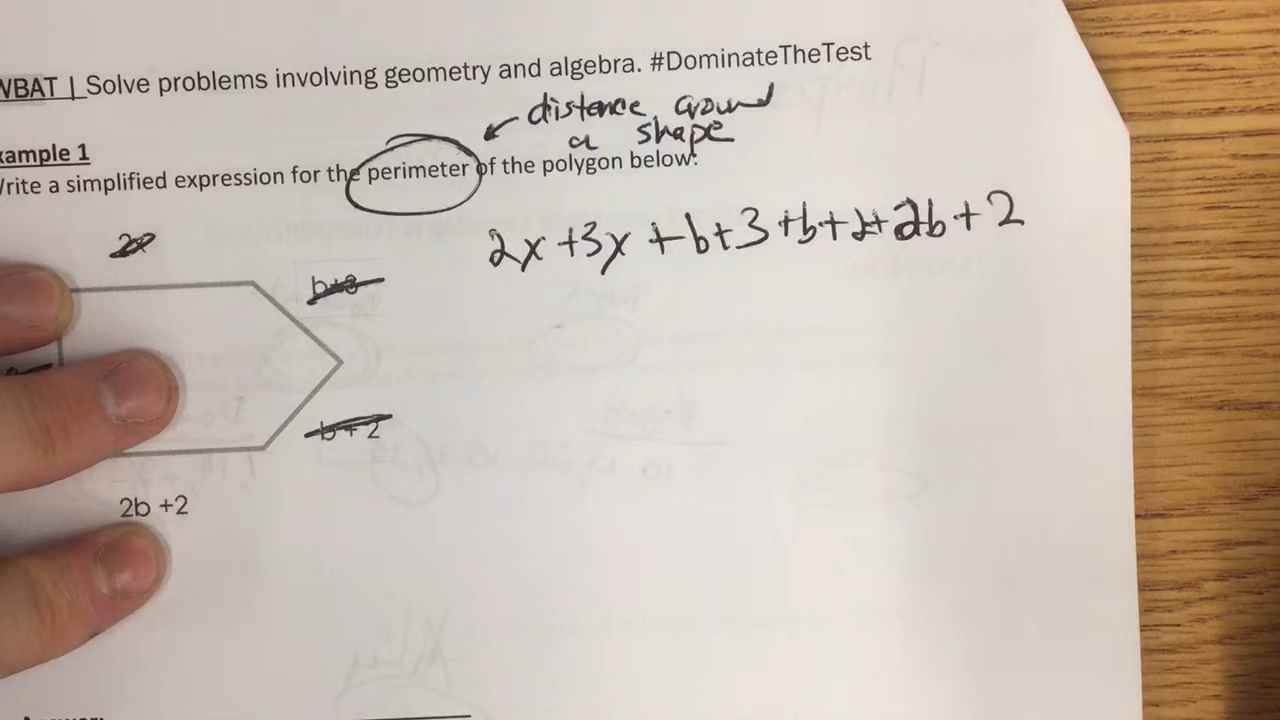 WBAT | Solve problems involving geometry and algebra. #DominateTheTest
distance around
a shape
xample 1
Write a simplified expression for the perimeter of the polygon below:
2x + 3x + b + 3 + b + 2 + 2b + 2
2x
b+3
b + 2
2b +2